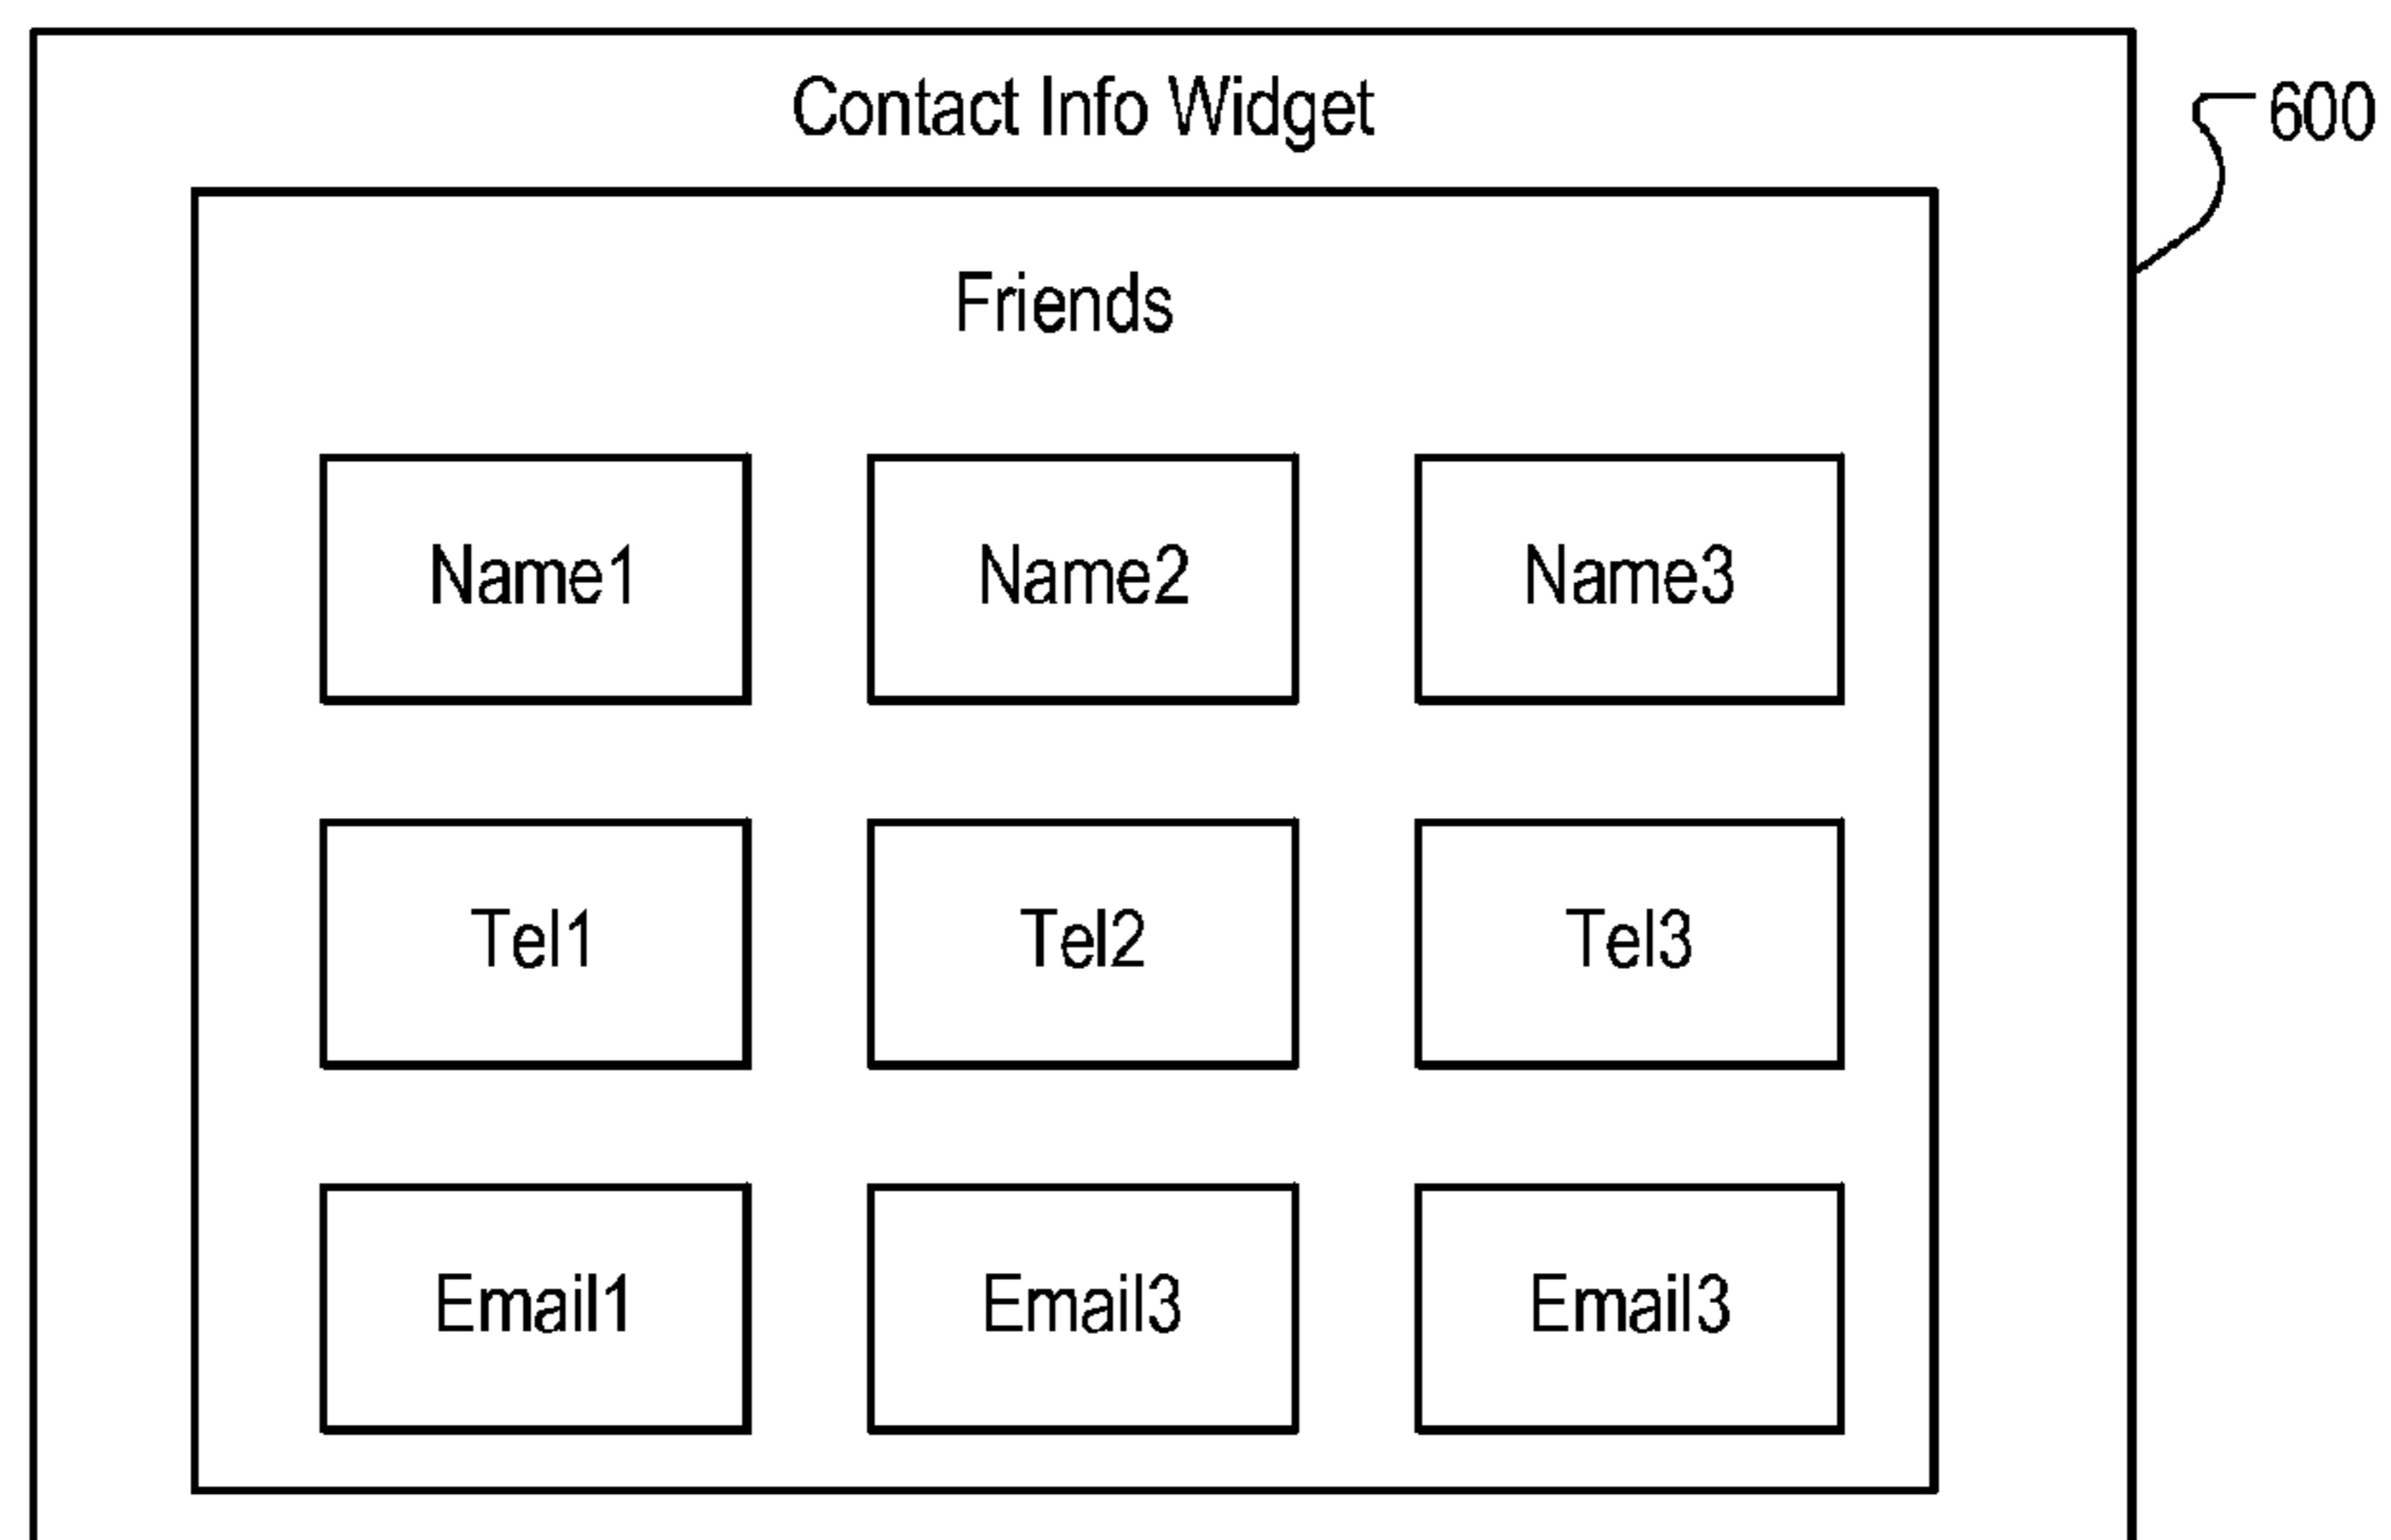 Contact Info Widget
600
Friends
Name1 Name2 Name3
Tel1 Tel2 Tel3
Email1 Email3 Email3